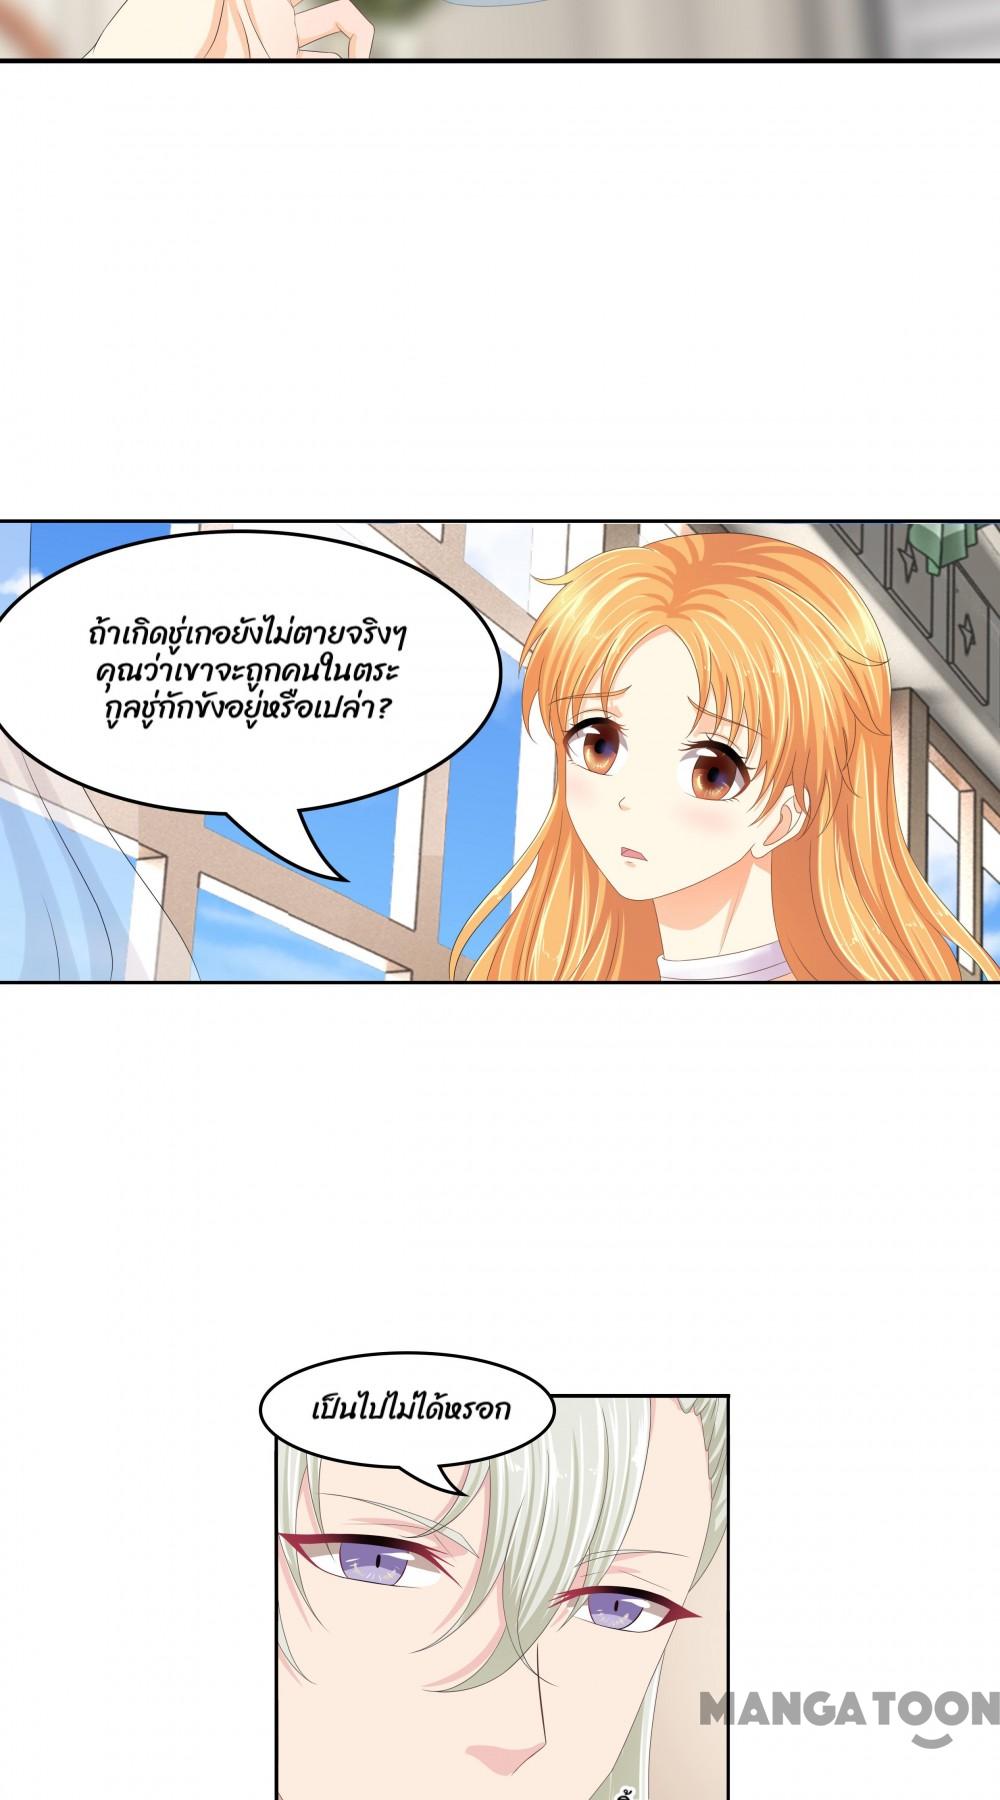 ถ้าเกิดชู่เกอยังไม่ตายจริงๆ
คุณว่าเขาจะถูกคนในตระ
กูลชู่กักขังอยู่หรือเปล่า?
เป็นไปไม่ได้หรอก
MANGATOON